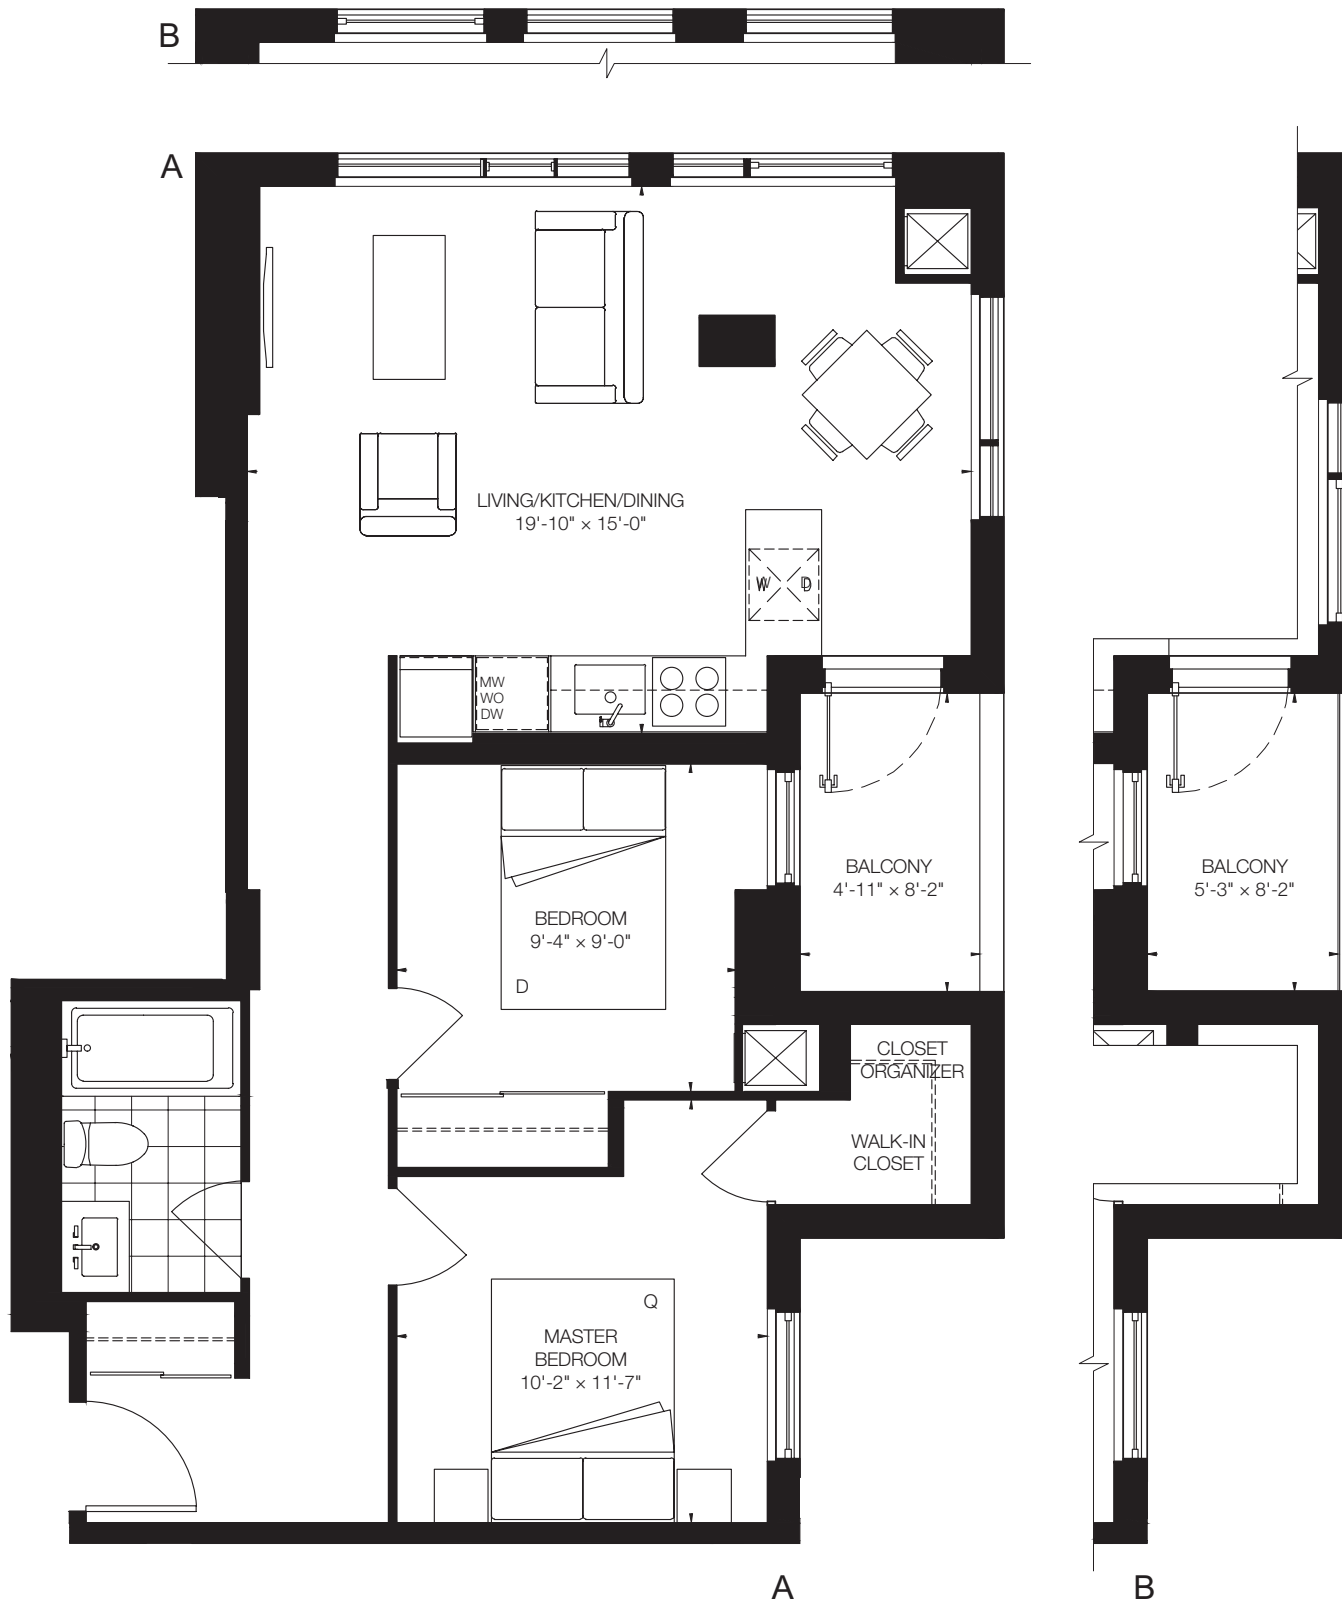 B
A
LIVING/KITCHEN/DINING
19'-10" × 15'-0"
W D
MW
WO
DW
BALCONY
4'-11" × 8'-2"
BALCONY
5'-3" × 8'-2"
BEDROOM
9'-4" × 9'-0"
D
CLOSET
ORGANIZER
WALK-IN
CLOSET
Q
MASTER
BEDROOM
10'-2" × 11'-7"
A
B